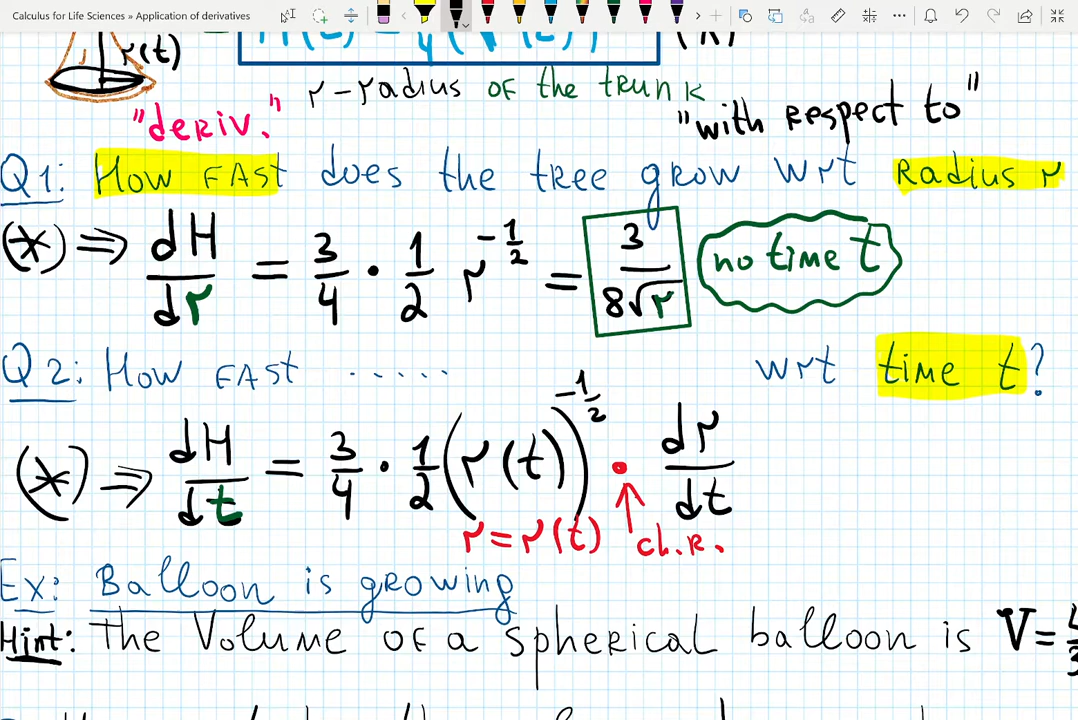 Calculus for Life Sciences » Application of derivatives
r(t)
r - radius of the trunk
"deriv." "with respect to"
Q1: How fast does the tree grow wrt Radius r
(*) ⇒ dH/dr = 3/4 · 1/2 r^(-1/2) = 3/(8√r) no time t
Q2: How fast ...... wrt time t?
(*) ⇒ dH/dt = 3/4 · 1/2 (r(t))^(-1/2) · dr/dt
r = r(t) ch.R.
Ex: Balloon is growing
Hint: The Volume of a spherical balloon is V =